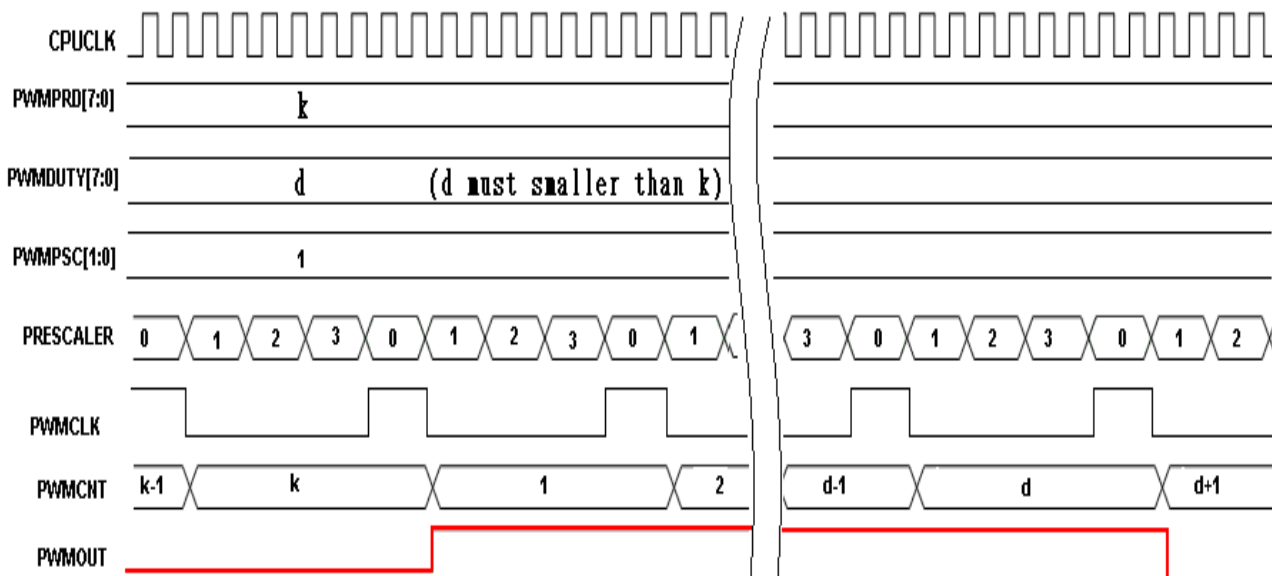 CPUCLK
PWMPRD[7:0] k
PWMDUTY[7:0] d (d must smaller than k)
PWMPSC[1:0] 1
PRESCALER 0 1 2 3 0 1 2 3 0 1 3 0 1 2 3 0 1 2
PWMCLK
PWMCNT k-1 k 1 2 d-1 d d+1
PWMOUT